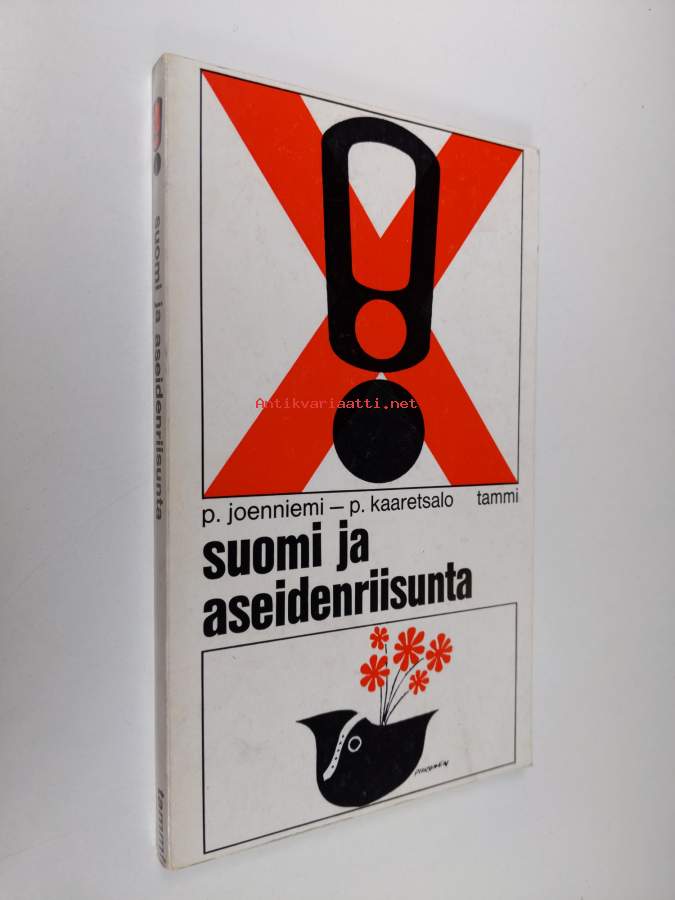 suomi ja aseidenriisunta
tammi
Antikvariaatti.net
p. joenniemi – p. kaaretsalo tammi
suomi ja
aseidenriisunta